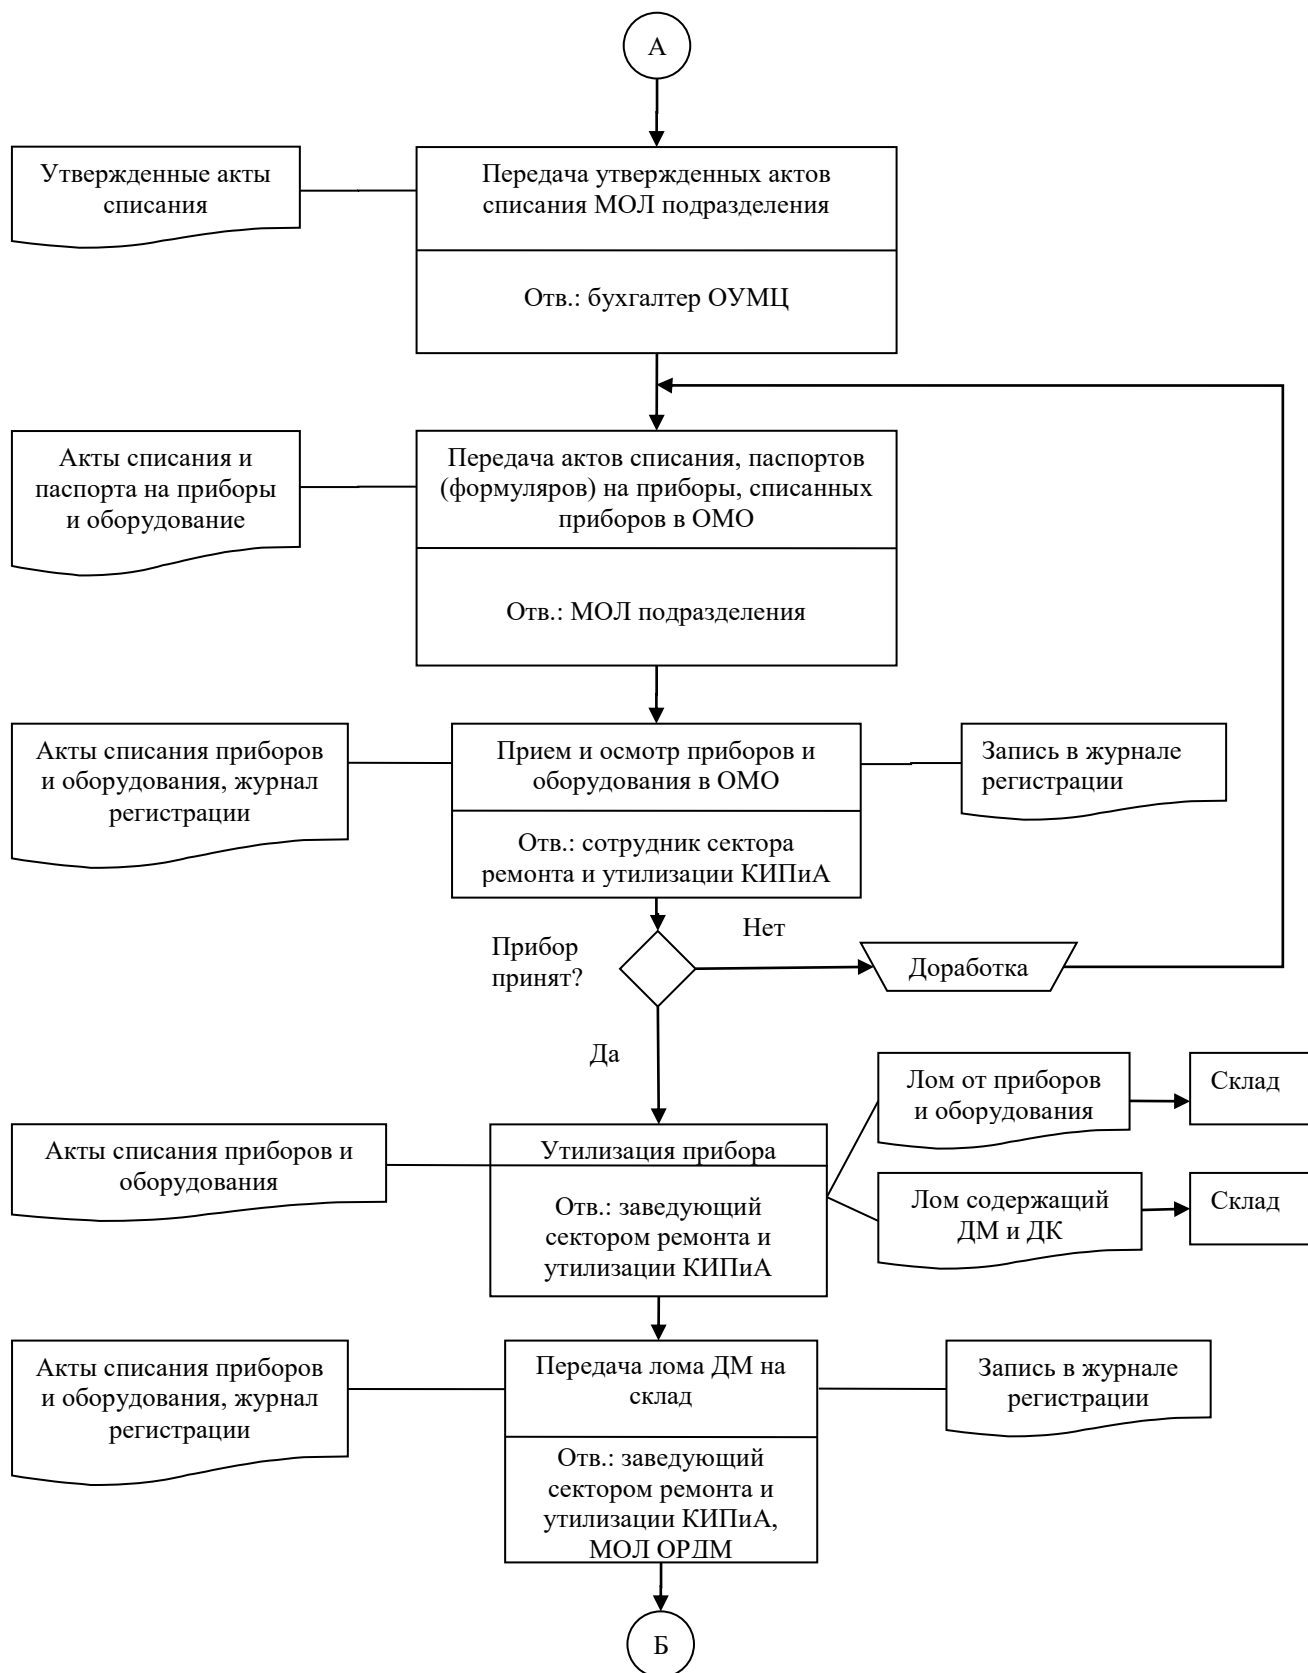 А
Утвержденные акты
списания
Передача утвержденных актов
списания МОЛ подразделения
Отв.: бухгалтер ОУМЦ
Акты списания и
паспорта на приборы
и оборудование
Передача актов списания, паспортов
(формуляров) на приборы, списанных
приборов в ОМО
Отв.: МОЛ подразделения
Акты списания приборов
и оборудования, журнал
регистрации
Прием и осмотр приборов и
оборудования в ОМО
Отв.: сотрудник сектора
ремонта и утилизации КИПиА
Запись в журнале
регистрации
Прибор
принят?
Нет
Доработка
Да
Лом от приборов
и оборудования
Склад
Акты списания приборов и
оборудования
Утилизация прибора
Отв.: заведующий
сектором ремонта и
утилизации КИПиА
Лом содержащий
ДМ и ДК
Склад
Акты списания приборов
и оборудования, журнал
регистрации
Передача лома ДМ на
склад
Отв.: заведующий
сектором ремонта и
утилизации КИПиА,
МОЛ ОРДМ
Запись в журнале
регистрации
Б